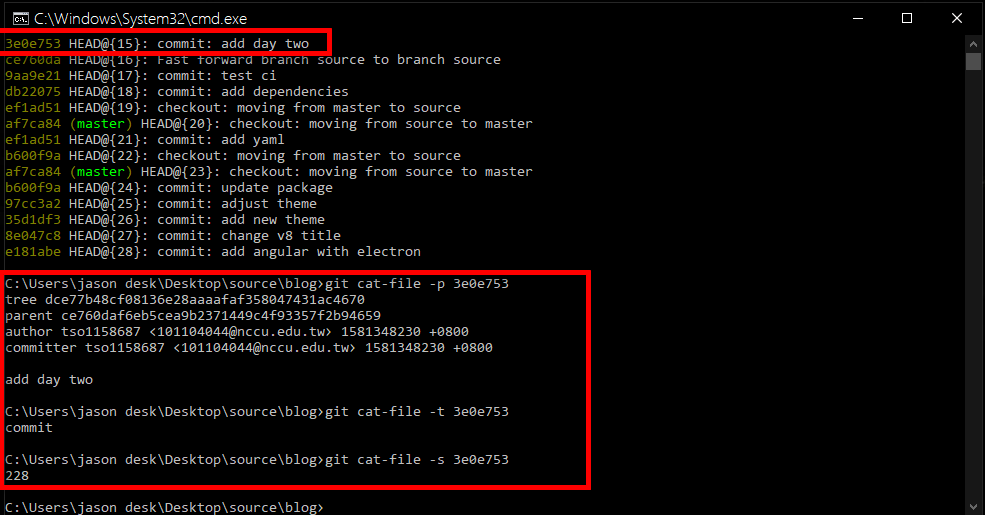 C:\Windows\System32\cmd.exe
3e0e753 HEAD@{15}: commit: add day two
ce760da HEAD@{16}: Fast forward branch source to branch source
9aa9e21 HEAD@{17}: commit: test ci
db22075 HEAD@{18}: commit: add dependencies
ef1ad51 HEAD@{19}: checkout: moving from master to source
af7ca84 (master) HEAD@{20}: checkout: moving from source to master
ef1ad51 HEAD@{21}: commit: add yaml
b600f9a HEAD@{22}: checkout: moving from master to source
af7ca84 (master) HEAD@{23}: checkout: moving from source to master
b600f9a HEAD@{24}: commit: update package
97cc3a2 HEAD@{25}: commit: adjust theme
35d1df3 HEAD@{26}: commit: add new theme
8e047c8 HEAD@{27}: commit: change v8 title
e181abe HEAD@{28}: commit: add angular with electron
C:\Users\jason desk\Desktop\source\blog>git cat-file -p 3e0e753
tree dce77b48cf08136e28aaaafaf358047431ac4670
parent ce760daf6eb5cea9b2371449c4f93357f2b94659
author tso1158687 <101104044@nccu.edu.tw> 1581348230 +0800
committer tso1158687 <101104044@nccu.edu.tw> 1581348230 +0800
add day two
C:\Users\jason desk\Desktop\source\blog>git cat-file -t 3e0e753
commit
C:\Users\jason desk\Desktop\source\blog>git cat-file -s 3e0e753
228
C:\Users\jason desk\Desktop\source\blog>